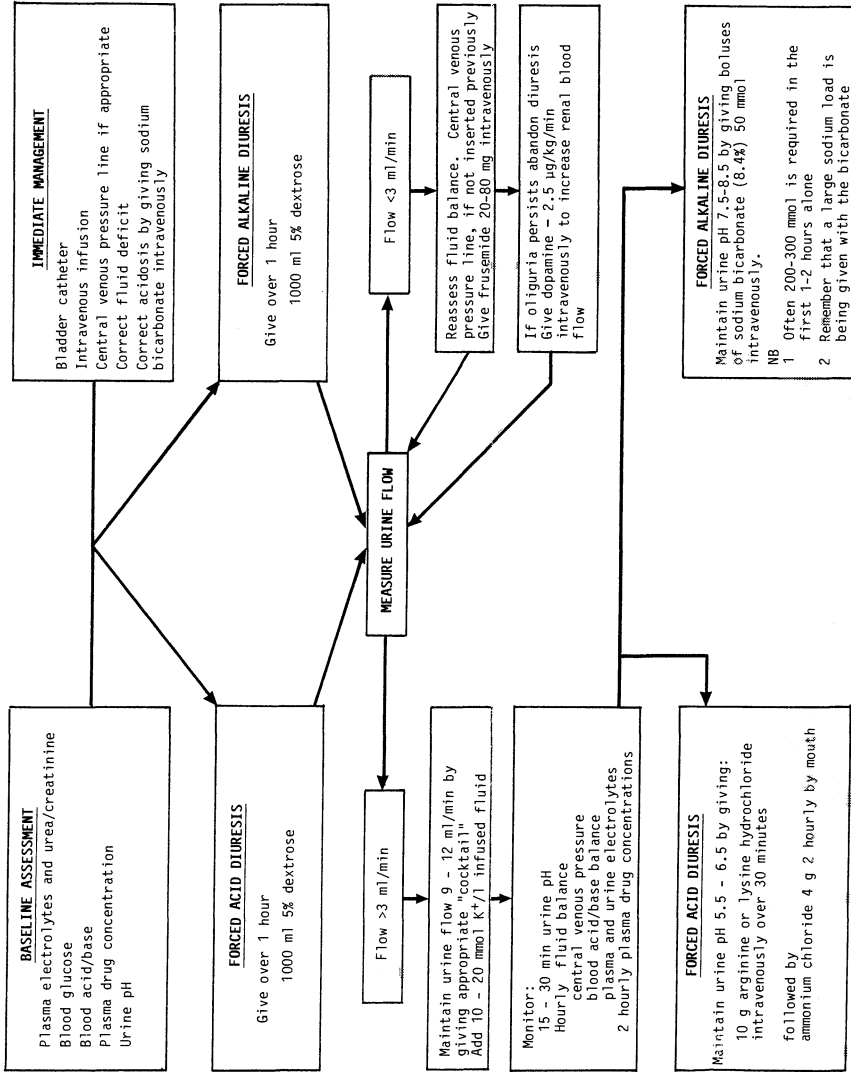 BASELINE ASSESSMENT
Plasma electrolytes and urea/creatinine
Blood glucose
Blood acid/base
Plasma drug concentration
Urine pH
IMMEDIATE MANAGEMENT
Bladder catheter
Intravenous infusion
Central venous pressure line if appropriate
Correct fluid deficit
Correct acidosis by giving sodium
bicarbonate intravenously
FORCED ACID DIURESIS
Give over 1 hour
1000 ml 5% dextrose
FORCED ALKALINE DIURESIS
Give over 1 hour
1000 ml 5% dextrose
MEASURE URINE FLOW
Flow >3 ml/min
Flow <3 ml/min
Maintain urine flow 9 - 12 ml/min by
giving appropriate "cocktail"
Add 10 - 20 mmol K+/l infused fluid
Reassess fluid balance. Central venous
pressure line, if not inserted previously
Give frusemide 20-80 mg intravenously
If oliguria persists abandon diuresis
Give dopamine - 2.5 µg/kg/min
intravenously to increase renal blood
flow
Monitor:
15 - 30 min urine pH
Hourly fluid balance
central venous pressure
blood acid/base balance
plasma and urine electrolytes
2 hourly plasma drug concentrations
FORCED ACID DIURESIS
Maintain urine pH 5.5 - 6.5 by giving:
10 g arginine or lysine hydrochloride
intravenously over 30 minutes
followed by
ammonium chloride 4 g 2 hourly by mouth
FORCED ALKALINE DIURESIS
Maintain urine pH 7.5-8.5 by giving boluses
of sodium bicarbonate (8.4%) 50 mmol
intravenously.
NB
1 Often 200-300 mmol is required in the
first 1-2 hours alone
2 Remember that a large sodium load is
being given with the bicarbonate